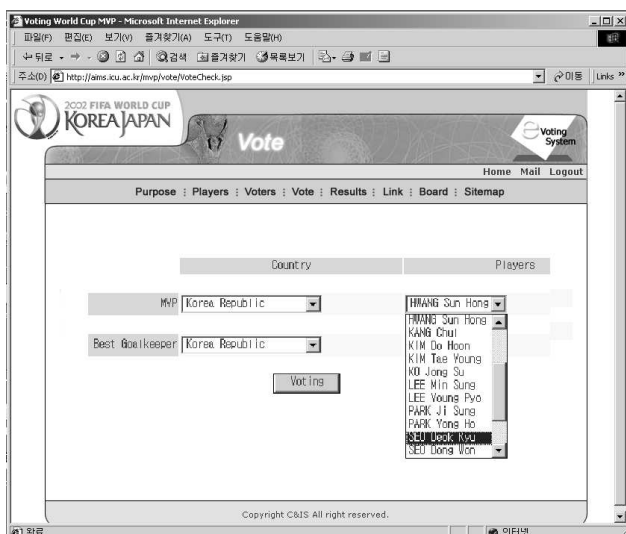 Voting World Cup MVP - Microsoft Internet Explorer
파일(F) 편집(E) 보기(V) 즐겨찾기(A) 도구(T) 도움말(H)
뒤로 검색 즐겨찾기 목록보기
주소(D) http://aims.icu.ac.kr/mvp/vote/VoteCheck.jsp 이동 Links »
2002 FIFA WORLD CUP
KOREA JAPAN
Vote
e Voting System
Home Mail Logout
Purpose : Players : Voters : Vote : Results : Link : Board : Sitemap
Country Players
MVP Korea Republic HWANG Sun Hong
HWANG Sun Hong
KANG Chul
KIM Do Hoon
Best Goalkeeper Korea Republic KIM Tae Young
KO Jong Su
Voting LEE Min Sung
LEE Young Pyo
PARK Ji Sung
PARK Yong Ho
SEO Deok Kyu
SEO Dong Won
Copyright C&IS All right reserved.
완료 인터넷